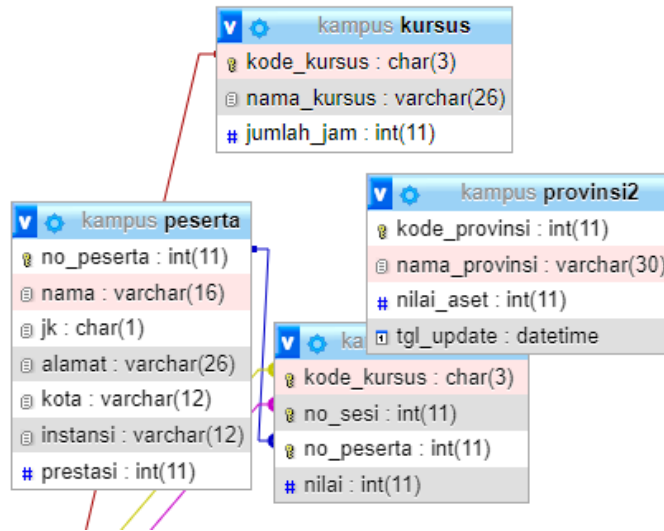 v kampus kursus
kode_kursus : char(3)
nama_kursus : varchar(26)
# jumlah_jam : int(11)
v kampus provinsi2
kode_provinsi : int(11)
nama_provinsi : varchar(30)
# nilai_aset : int(11)
tgl_update : datetime
v kampus peserta
no_peserta : int(11)
nama : varchar(16)
jk : char(1)
alamat : varchar(26)
kota : varchar(12)
instansi : varchar(12)
# prestasi : int(11)
v
kode_kursus : char(3)
no_sesi : int(11)
no_peserta : int(11)
# nilai : int(11)